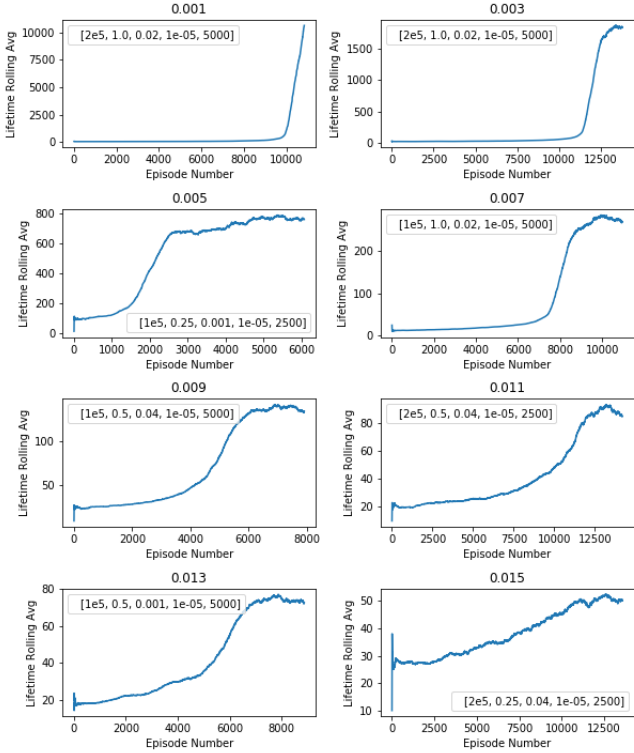 0.001
Lifetime Rolling Avg
10000
7500
5000
2500
0
[2e5, 1.0, 0.02, 1e-05, 5000]
0 2000 4000 6000 8000 10000
Episode Number
0.003
Lifetime Rolling Avg
1500
1000
500
0
[2e5, 1.0, 0.02, 1e-05, 5000]
0 2500 5000 7500 10000 12500
Episode Number
0.005
Lifetime Rolling Avg
800
600
400
200
0
[1e5, 0.25, 0.001, 1e-05, 2500]
0 1000 2000 3000 4000 5000 6000
Episode Number
0.007
Lifetime Rolling Avg
200
100
0
[1e5, 1.0, 0.02, 1e-05, 5000]
0 2000 4000 6000 8000 10000
Episode Number
0.009
Lifetime Rolling Avg
100
50
[1e5, 0.5, 0.04, 1e-05, 5000]
0 2000 4000 6000 8000
Episode Number
0.011
Lifetime Rolling Avg
80
60
40
20
[2e5, 0.5, 0.04, 1e-05, 2500]
0 2500 5000 7500 10000 12500
Episode Number
0.013
Lifetime Rolling Avg
80
60
40
20
[1e5, 0.5, 0.001, 1e-05, 5000]
0 2000 4000 6000 8000
Episode Number
0.015
Lifetime Rolling Avg
50
40
30
20
10
[2e5, 0.25, 0.04, 1e-05, 2500]
0 2500 5000 7500 10000 12500
Episode Number